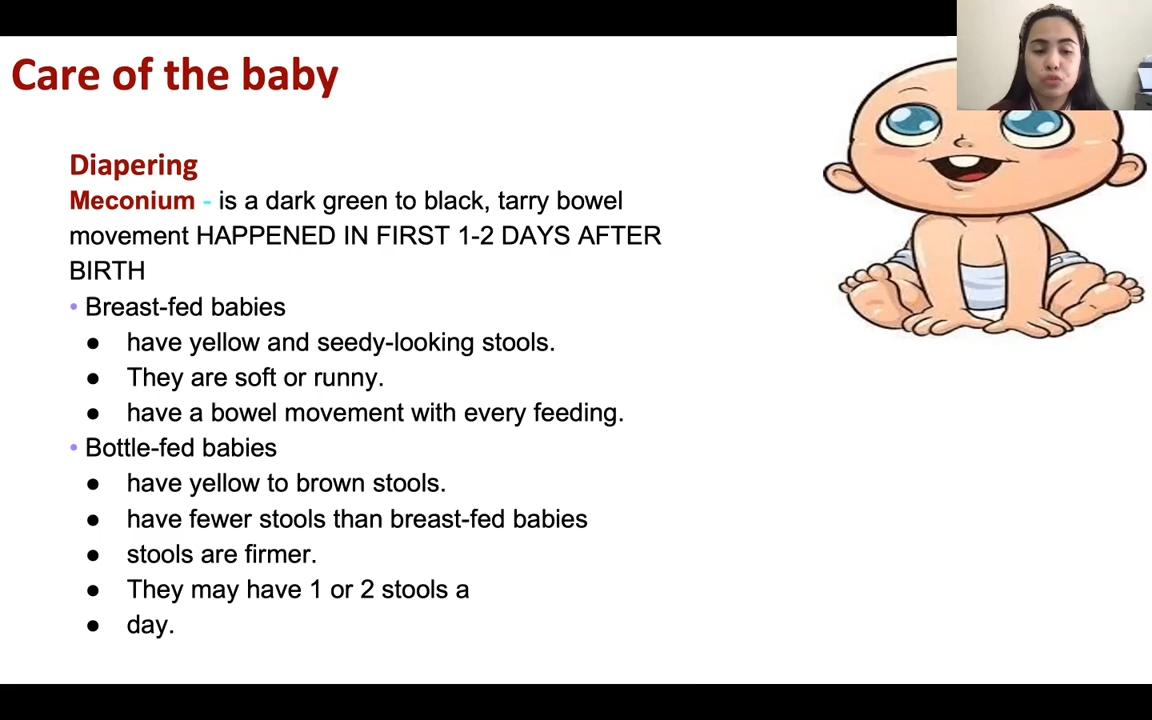 Care of the baby
Diapering
Meconium - is a dark green to black, tarry bowel
movement HAPPENED IN FIRST 1-2 DAYS AFTER
BIRTH
• Breast-fed babies
● have yellow and seedy-looking stools.
● They are soft or runny.
● have a bowel movement with every feeding.
• Bottle-fed babies
● have yellow to brown stools.
● have fewer stools than breast-fed babies
● stools are firmer.
● They may have 1 or 2 stools a
● day.